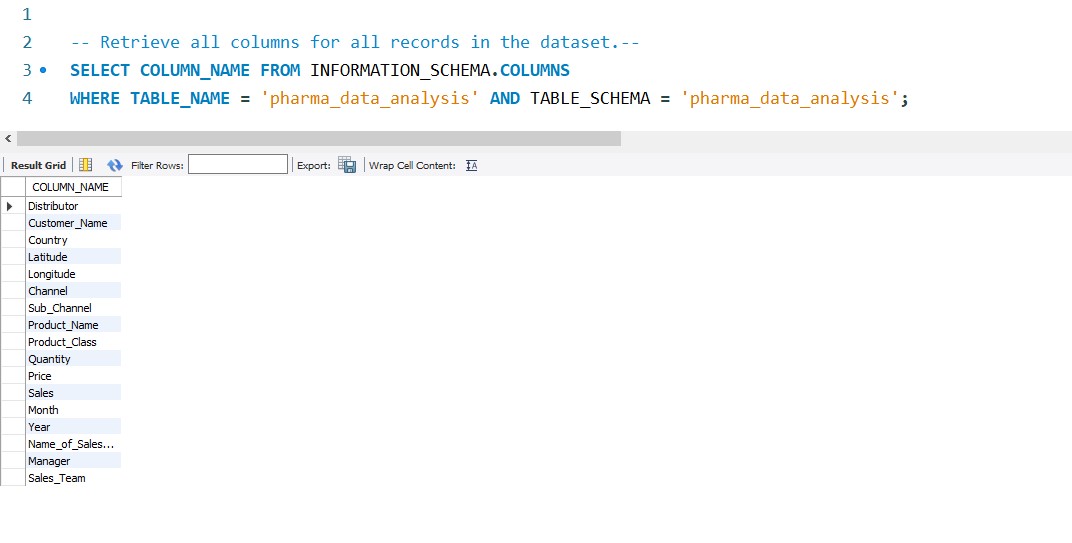 1
2 -- Retrieve all columns for all records in the dataset.--
3 SELECT COLUMN_NAME FROM INFORMATION_SCHEMA.COLUMNS
4 WHERE TABLE_NAME = 'pharma_data_analysis' AND TABLE_SCHEMA = 'pharma_data_analysis';
Result Grid Filter Rows: Export: Wrap Cell Content: IA
COLUMN_NAME
Distributor
Customer_Name
Country
Latitude
Longitude
Channel
Sub_Channel
Product_Name
Product_Class
Quantity
Price
Sales
Month
Year
Name_of_Sales...
Manager
Sales_Team